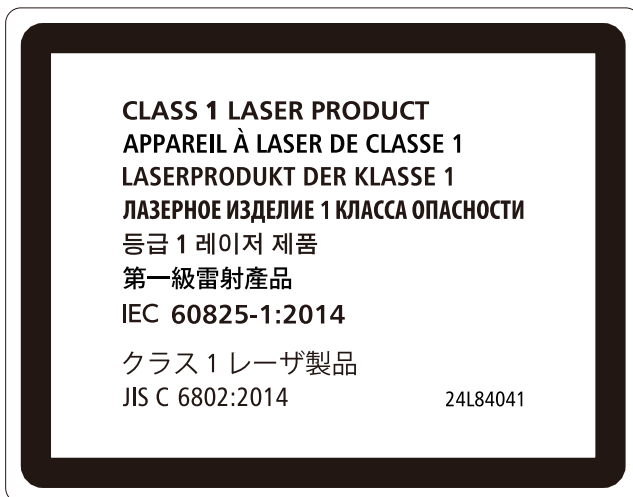 CLASS 1 LASER PRODUCT
APPAREIL À LASER DE CLASSE 1
LASERPRODUKT DER KLASSE 1
ЛАЗЕРНОЕ ИЗДЕЛИЕ 1 КЛАССА ОПАСНОСТИ
등급 1 레이저 제품
第一級雷射產品
IEC 60825-1:2014
クラス 1 レーザ製品
JIS C 6802:2014 24L84041